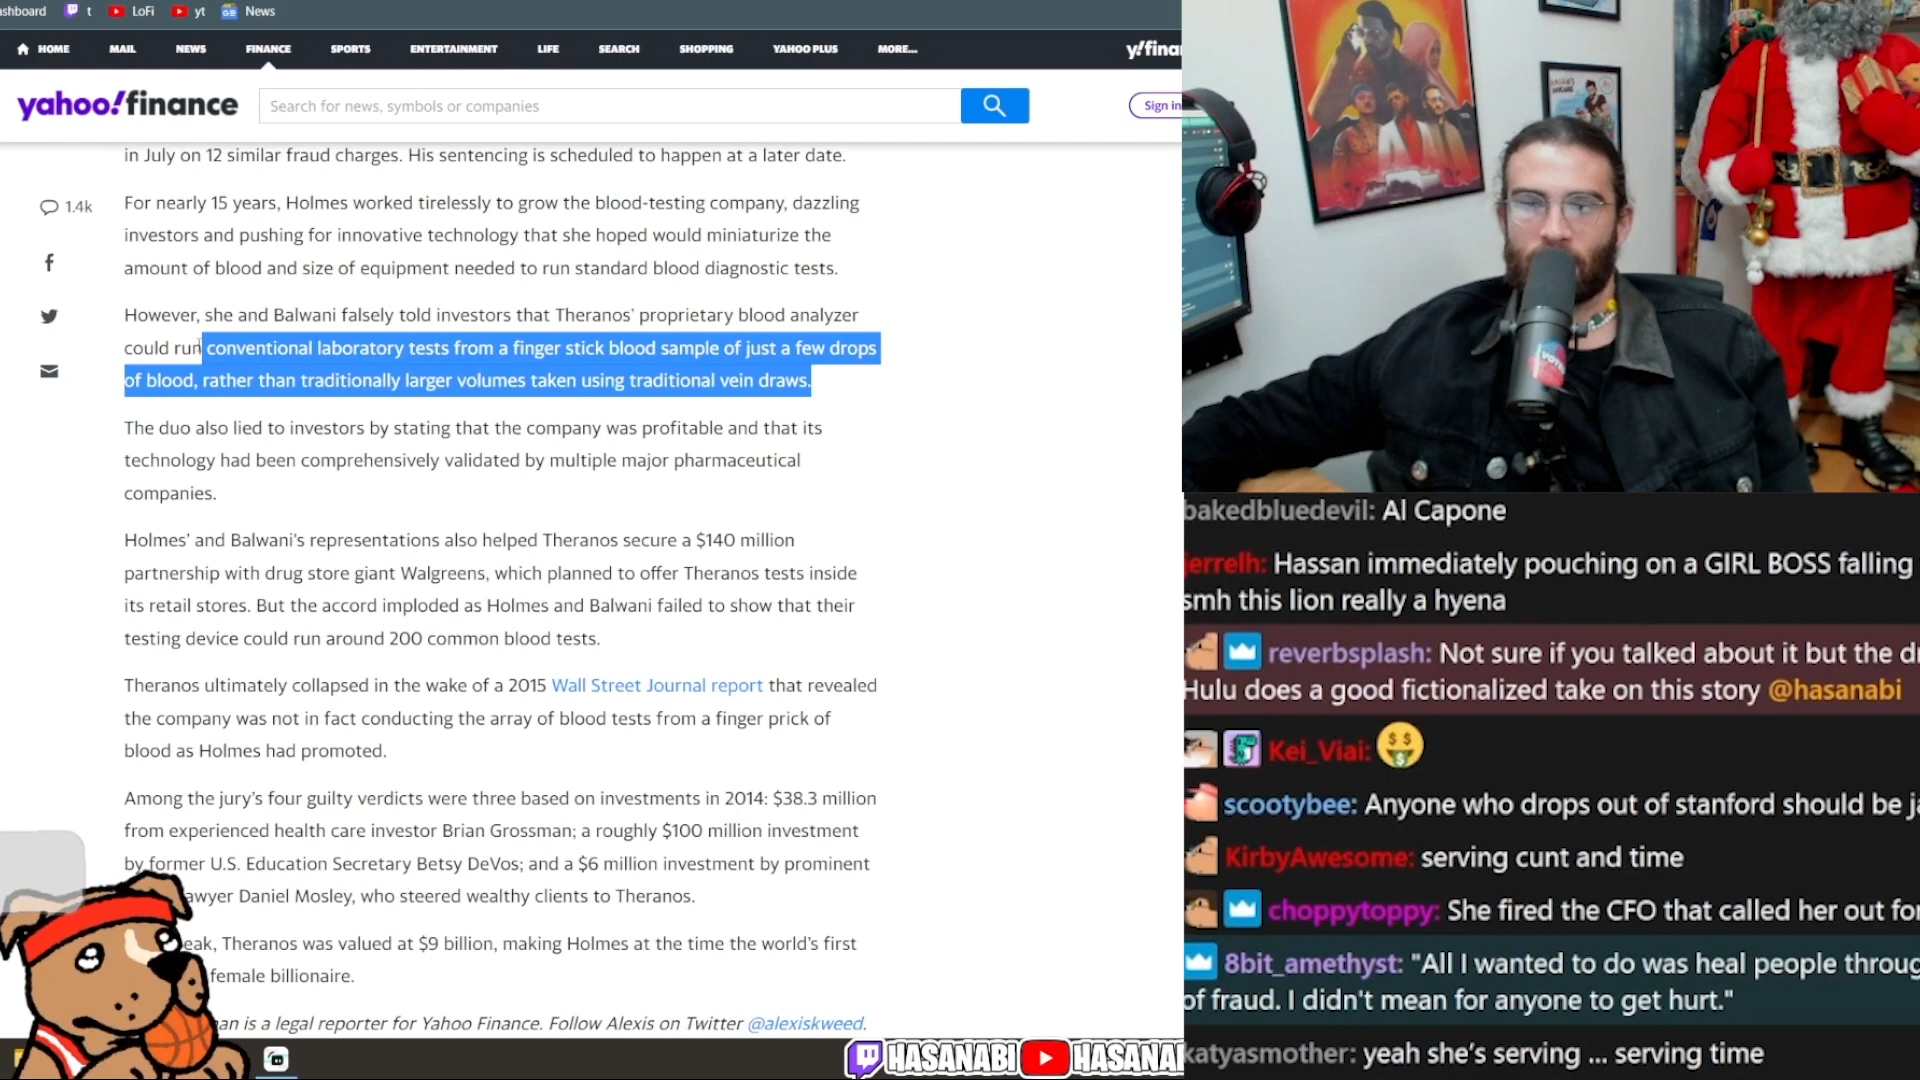 ashboard t LoFi yt News
HOME MAIL NEWS FINANCE SPORTS ENTERTAINMENT LIFE SEARCH SHOPPING YAHOO PLUS MORE... y!finan
yahoo!finance Search for news, symbols or companies Sign in
in July on 12 similar fraud charges. His sentencing is scheduled to happen at a later date.
1.4k
For nearly 15 years, Holmes worked tirelessly to grow the blood-testing company, dazzling
investors and pushing for innovative technology that she hoped would miniaturize the
amount of blood and size of equipment needed to run standard blood diagnostic tests.
However, she and Balwani falsely told investors that Theranos' proprietary blood analyzer
could run conventional laboratory tests from a finger stick blood sample of just a few drops
of blood, rather than traditionally larger volumes taken using traditional vein draws.
The duo also lied to investors by stating that the company was profitable and that its
technology had been comprehensively validated by multiple major pharmaceutical
companies.
Holmes' and Balwani's representations also helped Theranos secure a $140 million
partnership with drug store giant Walgreens, which planned to offer Theranos tests inside
its retail stores. But the accord imploded as Holmes and Balwani failed to show that their
testing device could run around 200 common blood tests.
Theranos ultimately collapsed in the wake of a 2015 Wall Street Journal report that revealed
the company was not in fact conducting the array of blood tests from a finger prick of
blood as Holmes had promoted.
Among the jury's four guilty verdicts were three based on investments in 2014: $38.3 million
from experienced health care investor Brian Grossman; a roughly $100 million investment
by former U.S. Education Secretary Betsy DeVos; and a $6 million investment by prominent
awyer Daniel Mosley, who steered wealthy clients to Theranos.
eak, Theranos was valued at $9 billion, making Holmes at the time the world's first
female billionaire.
an is a legal reporter for Yahoo Finance. Follow Alexis on Twitter @alexiskweed.
HASANABI HASANA
VOTE
bakedbluedevil: Al Capone
jerrelh: Hassan immediately pouching on a GIRL BOSS falling
smh this lion really a hyena
reverbsplash: Not sure if you talked about it but the dr
Hulu does a good fictionalized take on this story @hasanabi
Kei_Viai:
scootybee: Anyone who drops out of stanford should be ja
KirbyAwesome: serving cunt and time
choppytoppy: She fired the CFO that called her out for
8bit_amethyst: "All I wanted to do was heal people throug
of fraud. I didn't mean for anyone to get hurt."
katyasmother: yeah she's serving ... serving time